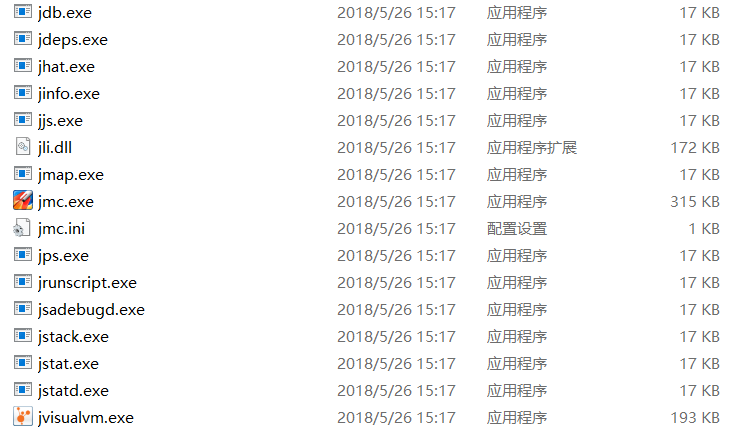 jdb.exe 2018/5/26 15:17 应用程序 17 KB
jdeps.exe 2018/5/26 15:17 应用程序 17 KB
jhat.exe 2018/5/26 15:17 应用程序 17 KB
jinfo.exe 2018/5/26 15:17 应用程序 17 KB
jjs.exe 2018/5/26 15:17 应用程序 17 KB
jli.dll 2018/5/26 15:17 应用程序扩展 172 KB
jmap.exe 2018/5/26 15:17 应用程序 17 KB
jmc.exe 2018/5/26 15:17 应用程序 315 KB
jmc.ini 2018/5/26 15:17 配置设置 1 KB
jps.exe 2018/5/26 15:17 应用程序 17 KB
jrunscript.exe 2018/5/26 15:17 应用程序 17 KB
jsadebugd.exe 2018/5/26 15:17 应用程序 17 KB
jstack.exe 2018/5/26 15:17 应用程序 17 KB
jstat.exe 2018/5/26 15:17 应用程序 17 KB
jstatd.exe 2018/5/26 15:17 应用程序 17 KB
jvisualvm.exe 2018/5/26 15:17 应用程序 193 KB